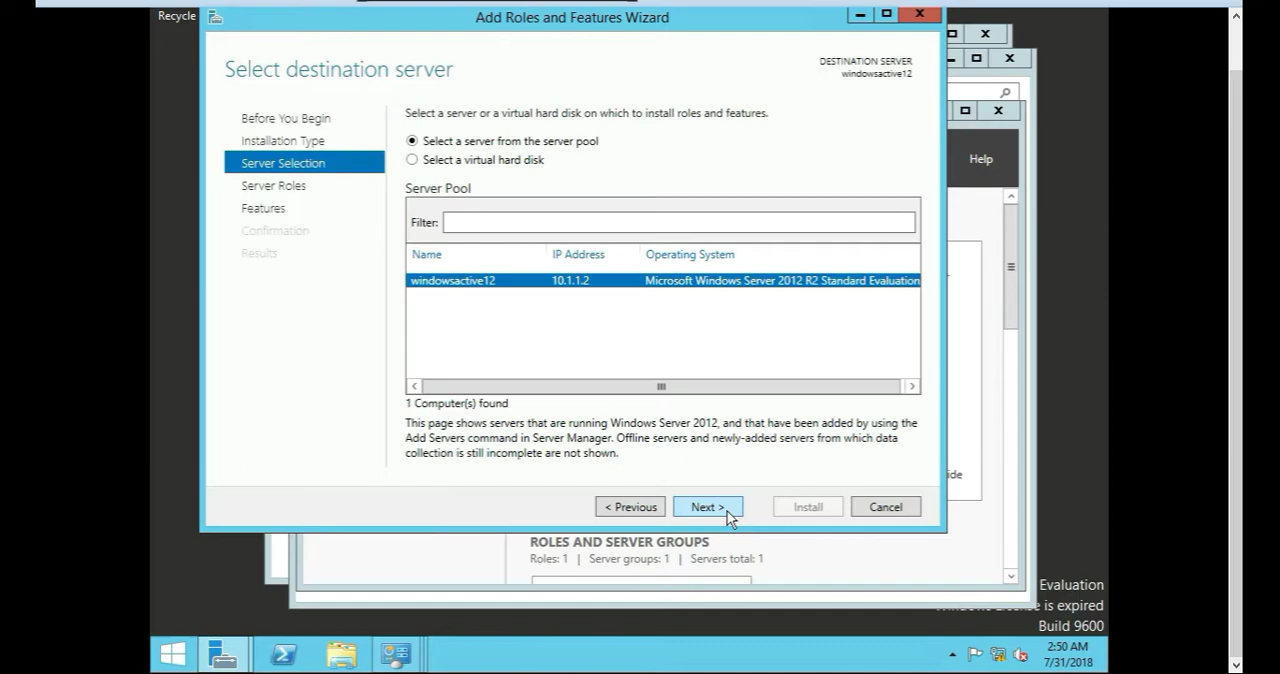 Recycle
Add Roles and Features Wizard
Select destination server
DESTINATION SERVER
windowsactive12
Before You Begin
Installation Type
Server Selection
Server Roles
Features
Confirmation
Results
Select a server or a virtual hard disk on which to install roles and features.
Select a server from the server pool
Select a virtual hard disk
Server Pool
Filter:
Name IP Address Operating System
windowsactive12 10.1.1.2 Microsoft Windows Server 2012 R2 Standard Evaluation
1 Computer(s) found
This page shows servers that are running Windows Server 2012, and that have been added by using the
Add Servers command in Server Manager. Offline servers and newly-added servers from which data
collection is still incomplete are not shown.
< Previous
Next >
Install
Cancel
Help
ROLES AND SERVER GROUPS
Roles: 1 | Server groups: 1 | Servers total: 1
Evaluation
is expired
Build 9600
2:50 AM
7/31/2018